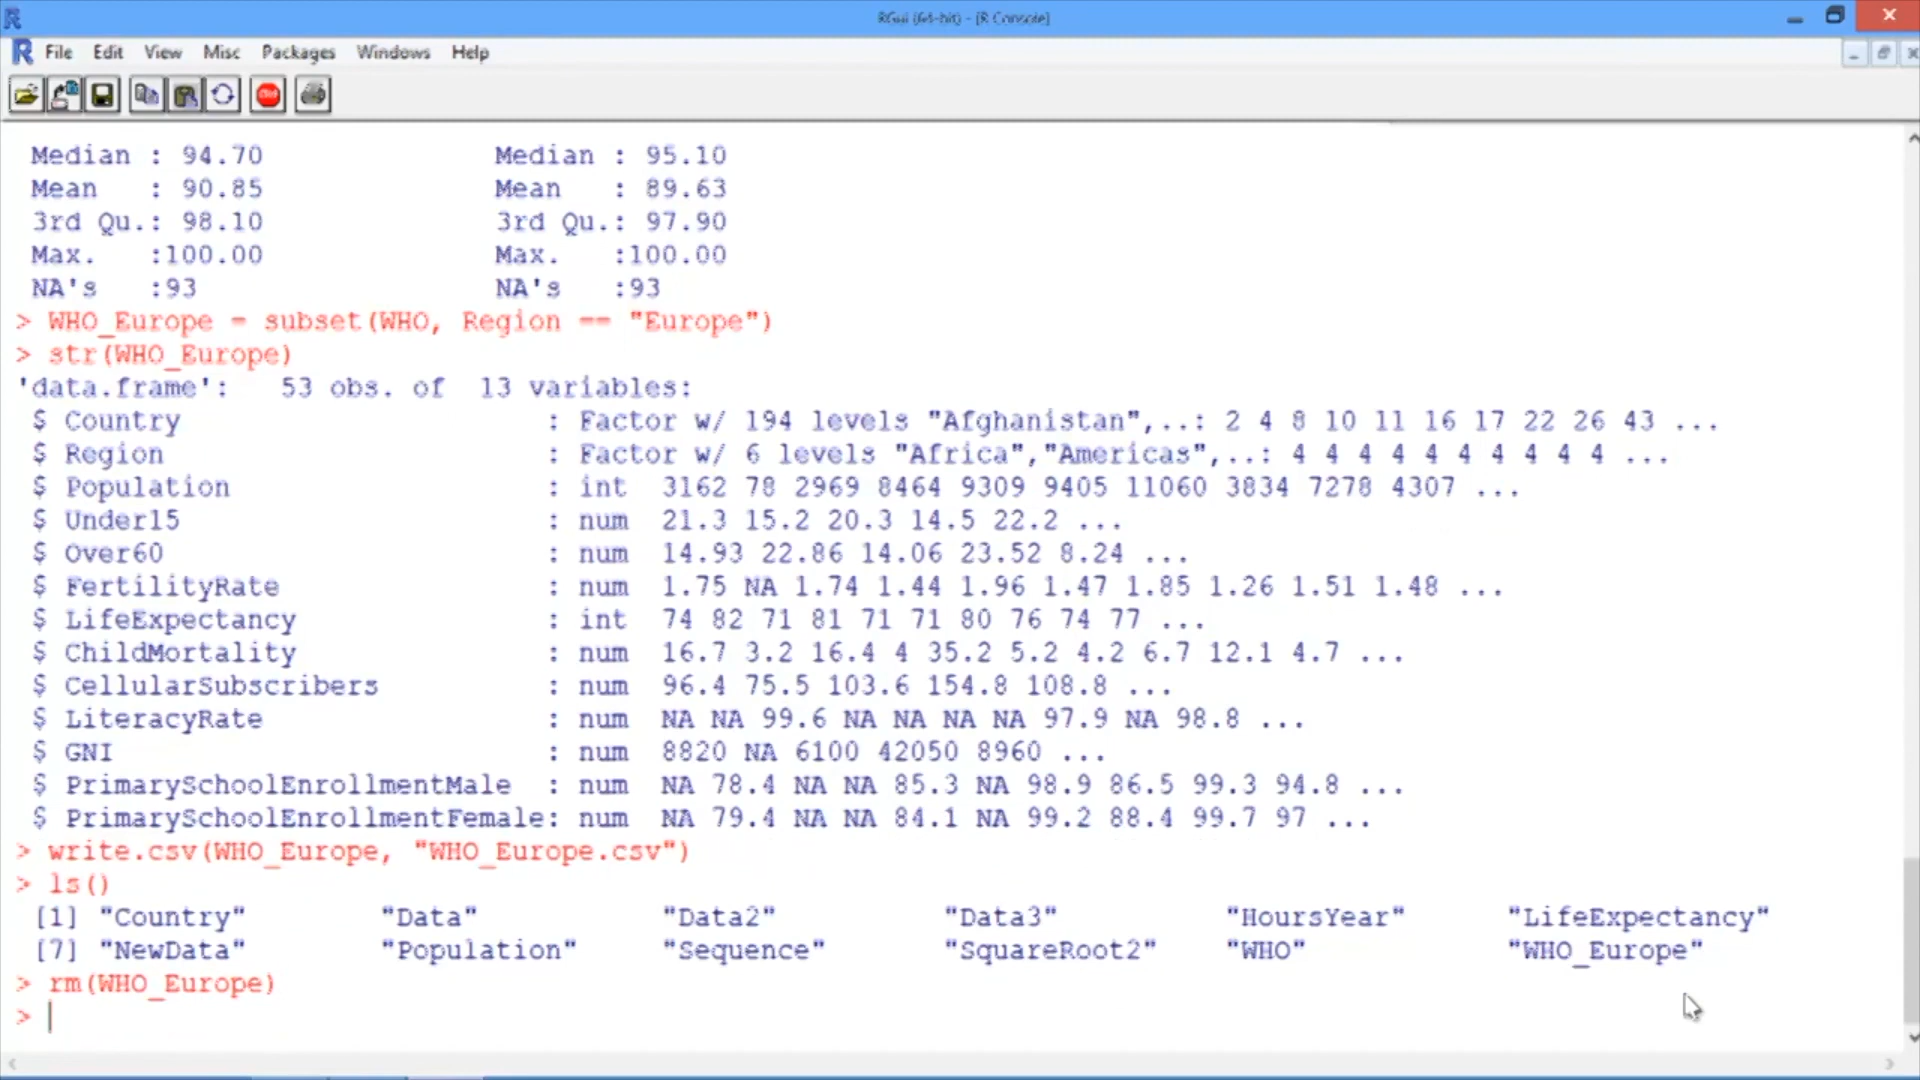 RGui (64-bit) - [R Console]
File Edit View Misc Packages Windows Help
Median : 94.70 Median : 95.10
Mean : 90.85 Mean : 89.63
3rd Qu.: 98.10 3rd Qu.: 97.90
Max. :100.00 Max. :100.00
NA's :93 NA's :93
> WHO_Europe = subset(WHO, Region == "Europe")
> str(WHO_Europe)
'data.frame': 53 obs. of 13 variables:
$ Country : Factor w/ 194 levels "Afghanistan",..: 2 4 8 10 11 16 17 22 26 43 ...
$ Region : Factor w/ 6 levels "Africa","Americas",..: 4 4 4 4 4 4 4 4 4 4 ...
$ Population : int 3162 78 2969 8464 9309 9405 11060 3834 7278 4307 ...
$ Under15 : num 21.3 15.2 20.3 14.5 22.2 ...
$ Over60 : num 14.93 22.86 14.06 23.52 8.24 ...
$ FertilityRate : num 1.75 NA 1.74 1.44 1.96 1.47 1.85 1.26 1.51 1.48 ...
$ LifeExpectancy : int 74 82 71 81 71 71 80 76 74 77 ...
$ ChildMortality : num 16.7 3.2 16.4 4 35.2 5.2 4.2 6.7 12.1 4.7 ...
$ CellularSubscribers : num 96.4 75.5 103.6 154.8 108.8 ...
$ LiteracyRate : num NA NA 99.6 NA NA NA NA 97.9 NA 98.8 ...
$ GNI : num 8820 NA 6100 42050 8960 ...
$ PrimarySchoolEnrollmentMale : num NA 78.4 NA NA 85.3 NA 98.9 86.5 99.3 94.8 ...
$ PrimarySchoolEnrollmentFemale: num NA 79.4 NA NA 84.1 NA 99.2 88.4 99.7 97 ...
> write.csv(WHO_Europe, "WHO_Europe.csv")
> ls()
[1] "Country" "Data" "Data2" "Data3" "HoursYear" "LifeExpectancy"
[7] "NewData" "Population" "Sequence" "SquareRoot2" "WHO" "WHO_Europe"
> rm(WHO_Europe)
>